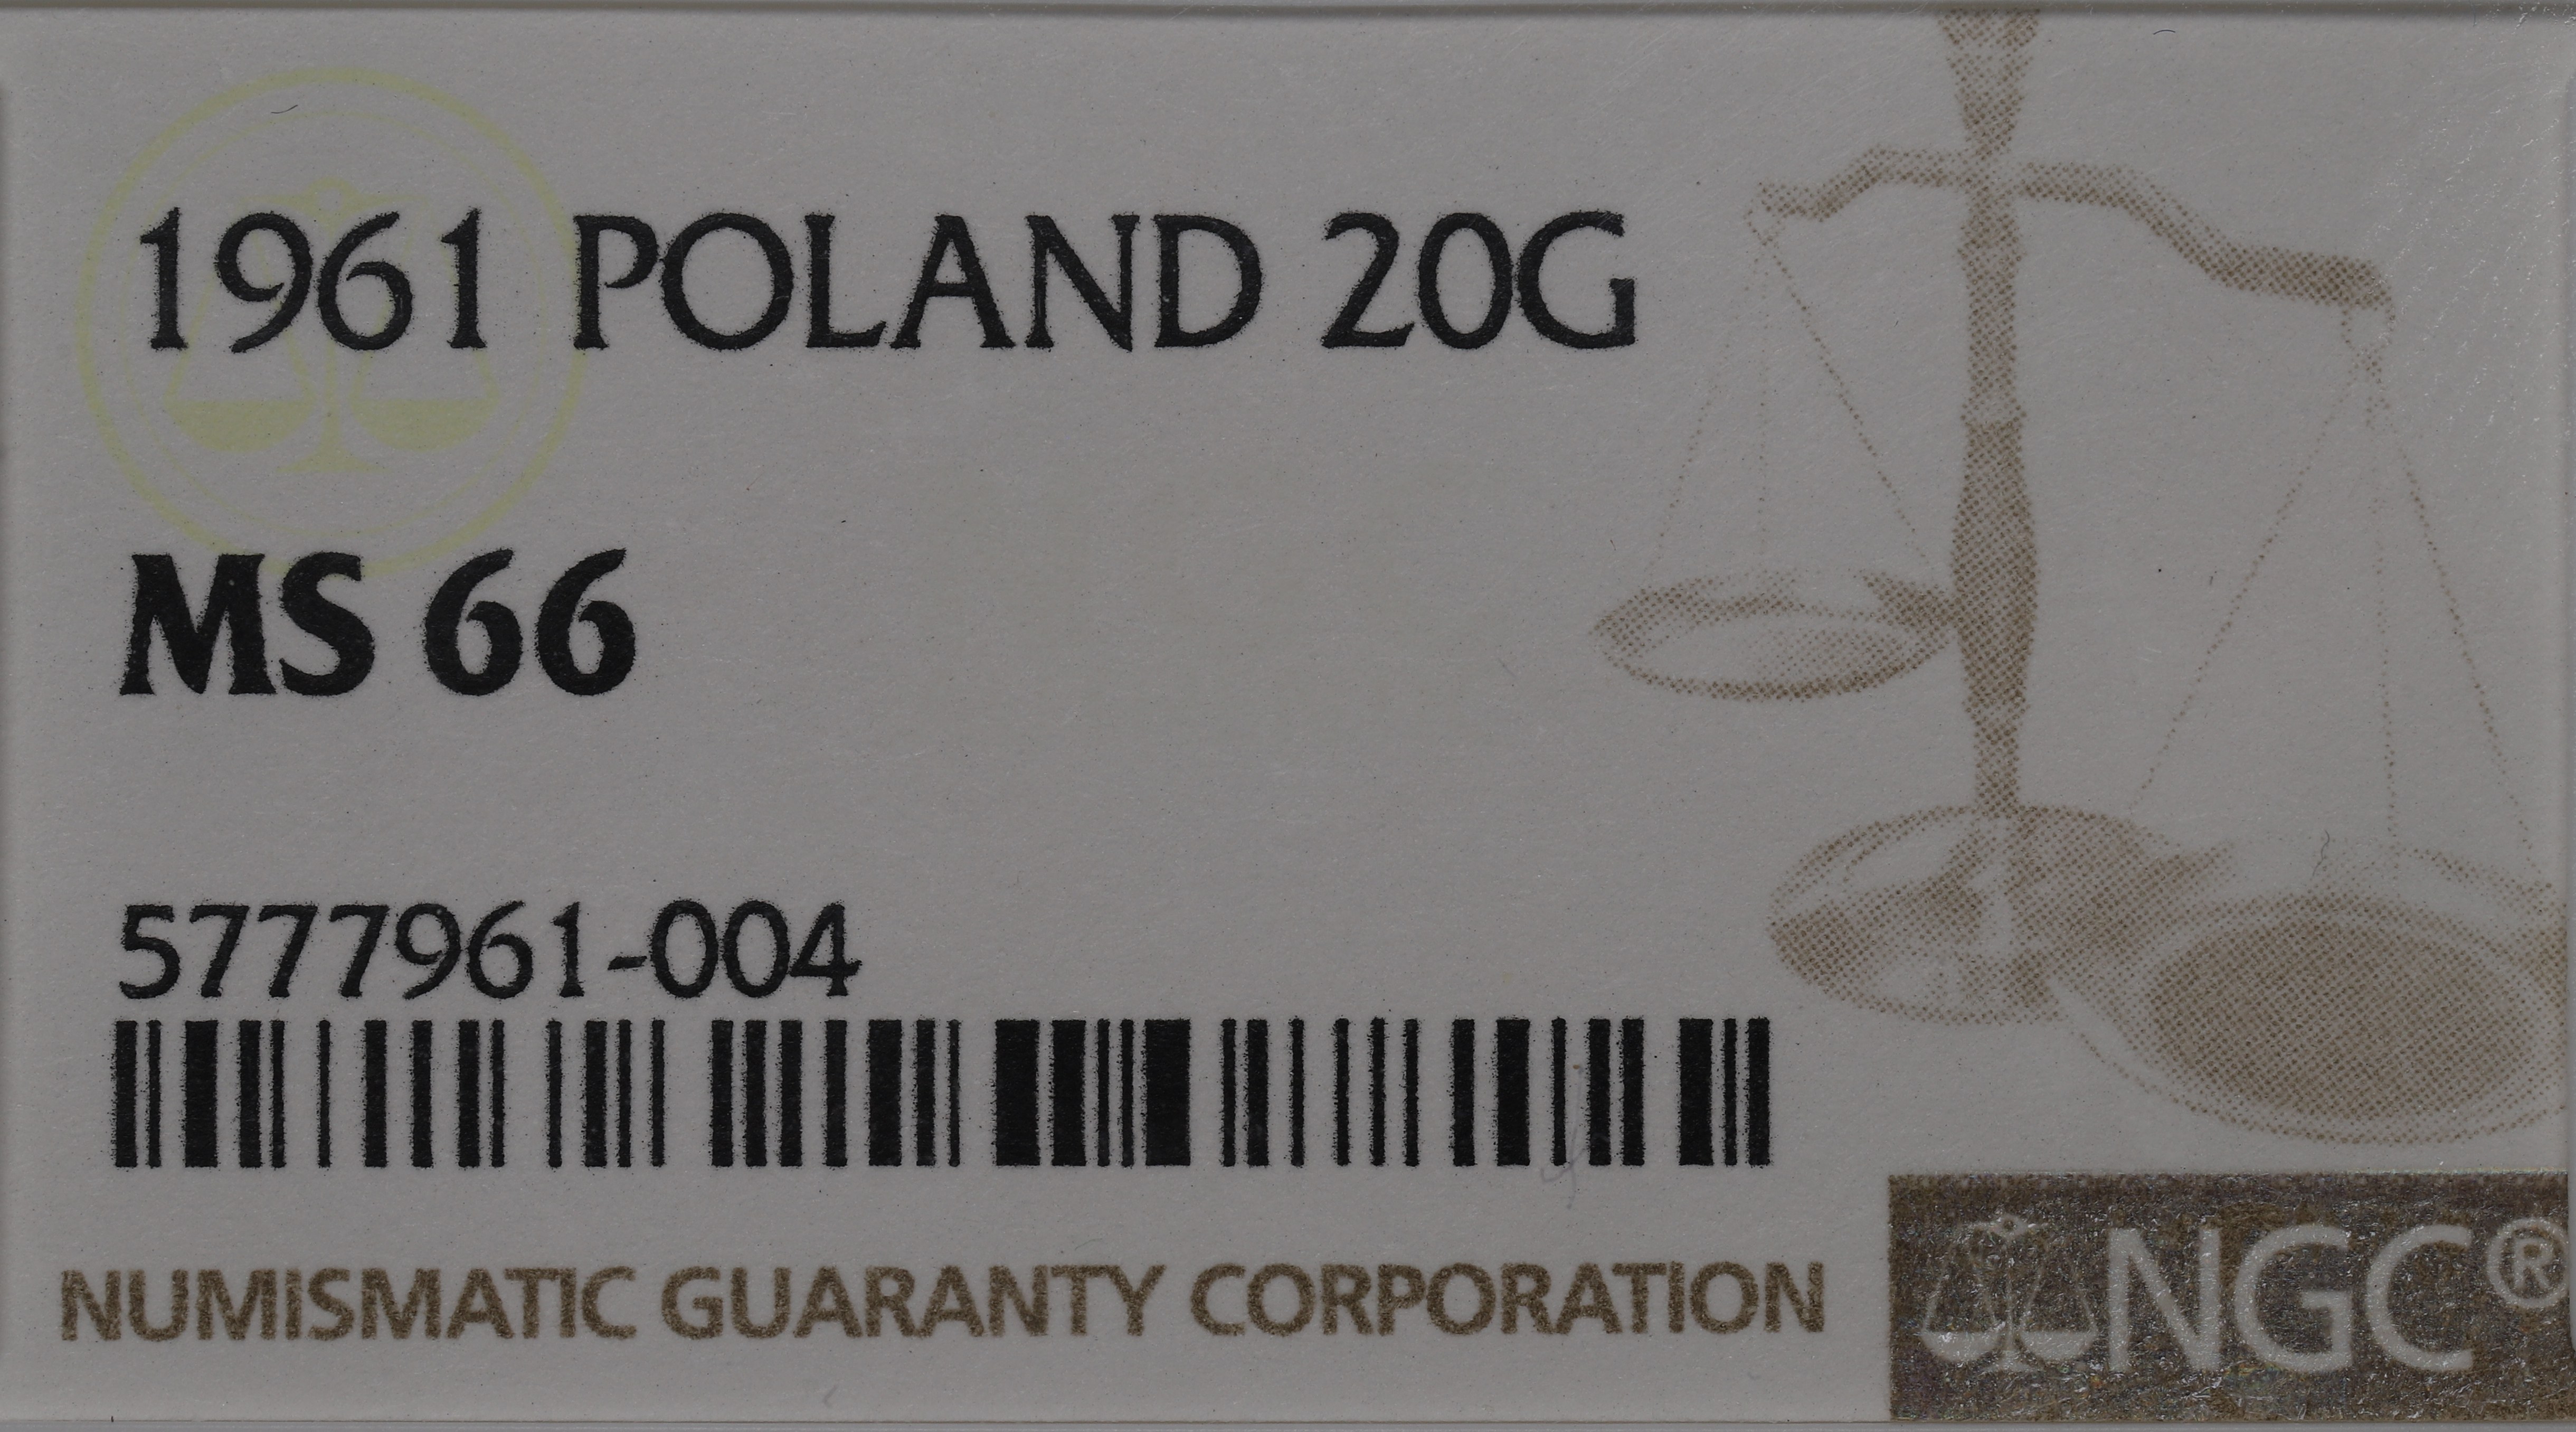 1961 POLAND 20G
MS 66
5777961-004
NUMISMATIC GUARANTY CORPORATION
NGC®